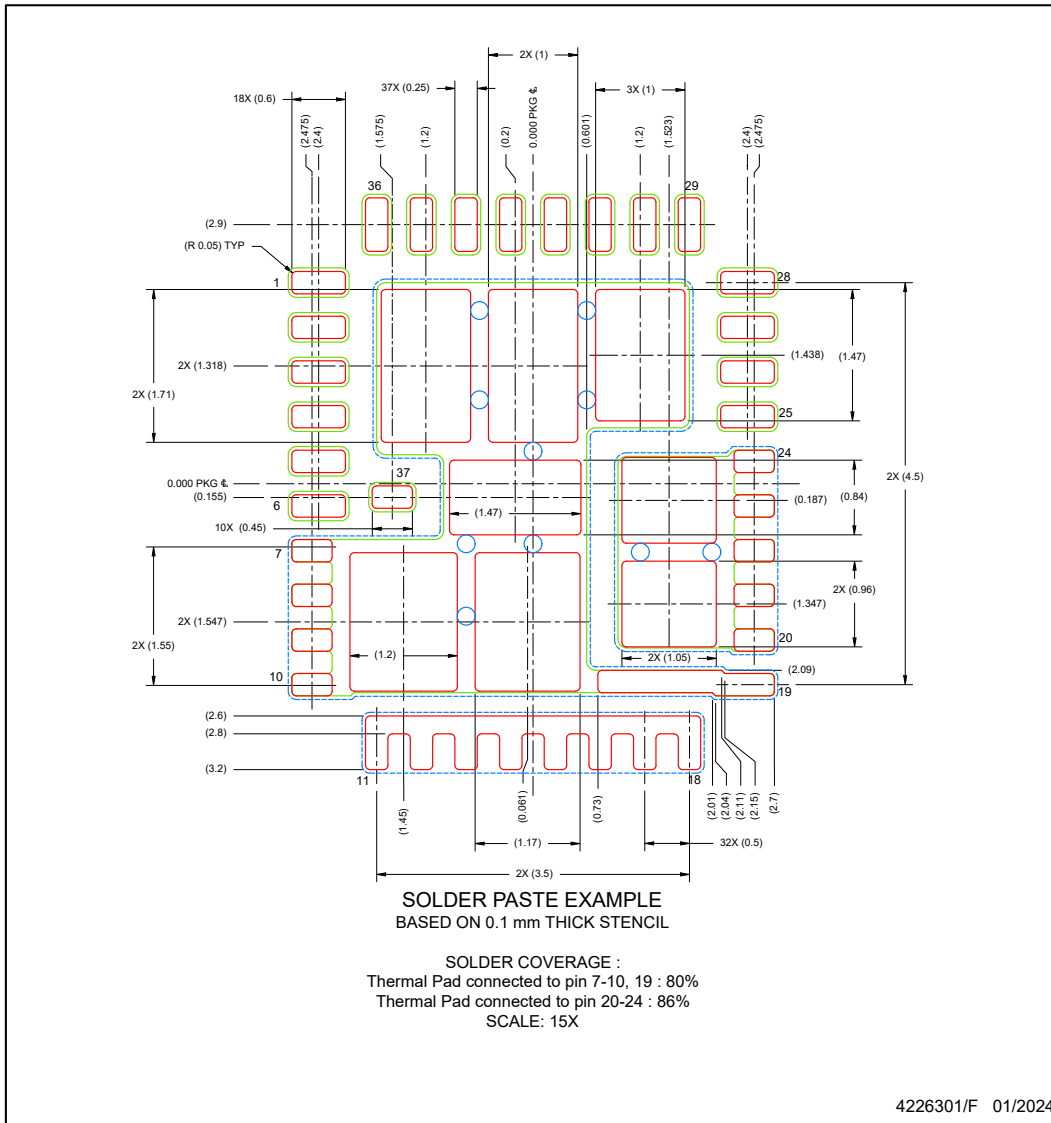 2X (1)
37X (0.25)
3X (1)
18X (0.6)
(2.475)
(2.4)
(1.575)
(1.2)
(0.2)
0.000 PKG ℄
(0.601)
(1.2)
(1.523)
(2.4)
(2.475)
36
29
(2.9)
(R 0.05) TYP
1
28
2X (1.318)
(1.438)
(1.47)
2X (1.71)
25
24
37
0.000 PKG ℄
(0.155)
2X (4.5)
(0.187)
(0.84)
6
(1.47)
10X (0.45)
7
2X (0.96)
(1.347)
2X (1.547)
2X (1.55)
20
(1.2)
2X (1.05)
(2.09)
10
19
(2.6)
(2.8)
(3.2)
11
18
(1.45)
(0.061)
(0.73)
(2.01)
(2.04)
(2.11)
(2.15)
(2.7)
(1.17)
32X (0.5)
2X (3.5)
SOLDER PASTE EXAMPLE
BASED ON 0.1 mm THICK STENCIL
SOLDER COVERAGE :
Thermal Pad connected to pin 7-10, 19 : 80%
Thermal Pad connected to pin 20-24 : 86%
SCALE: 15X
4226301/F 01/2024